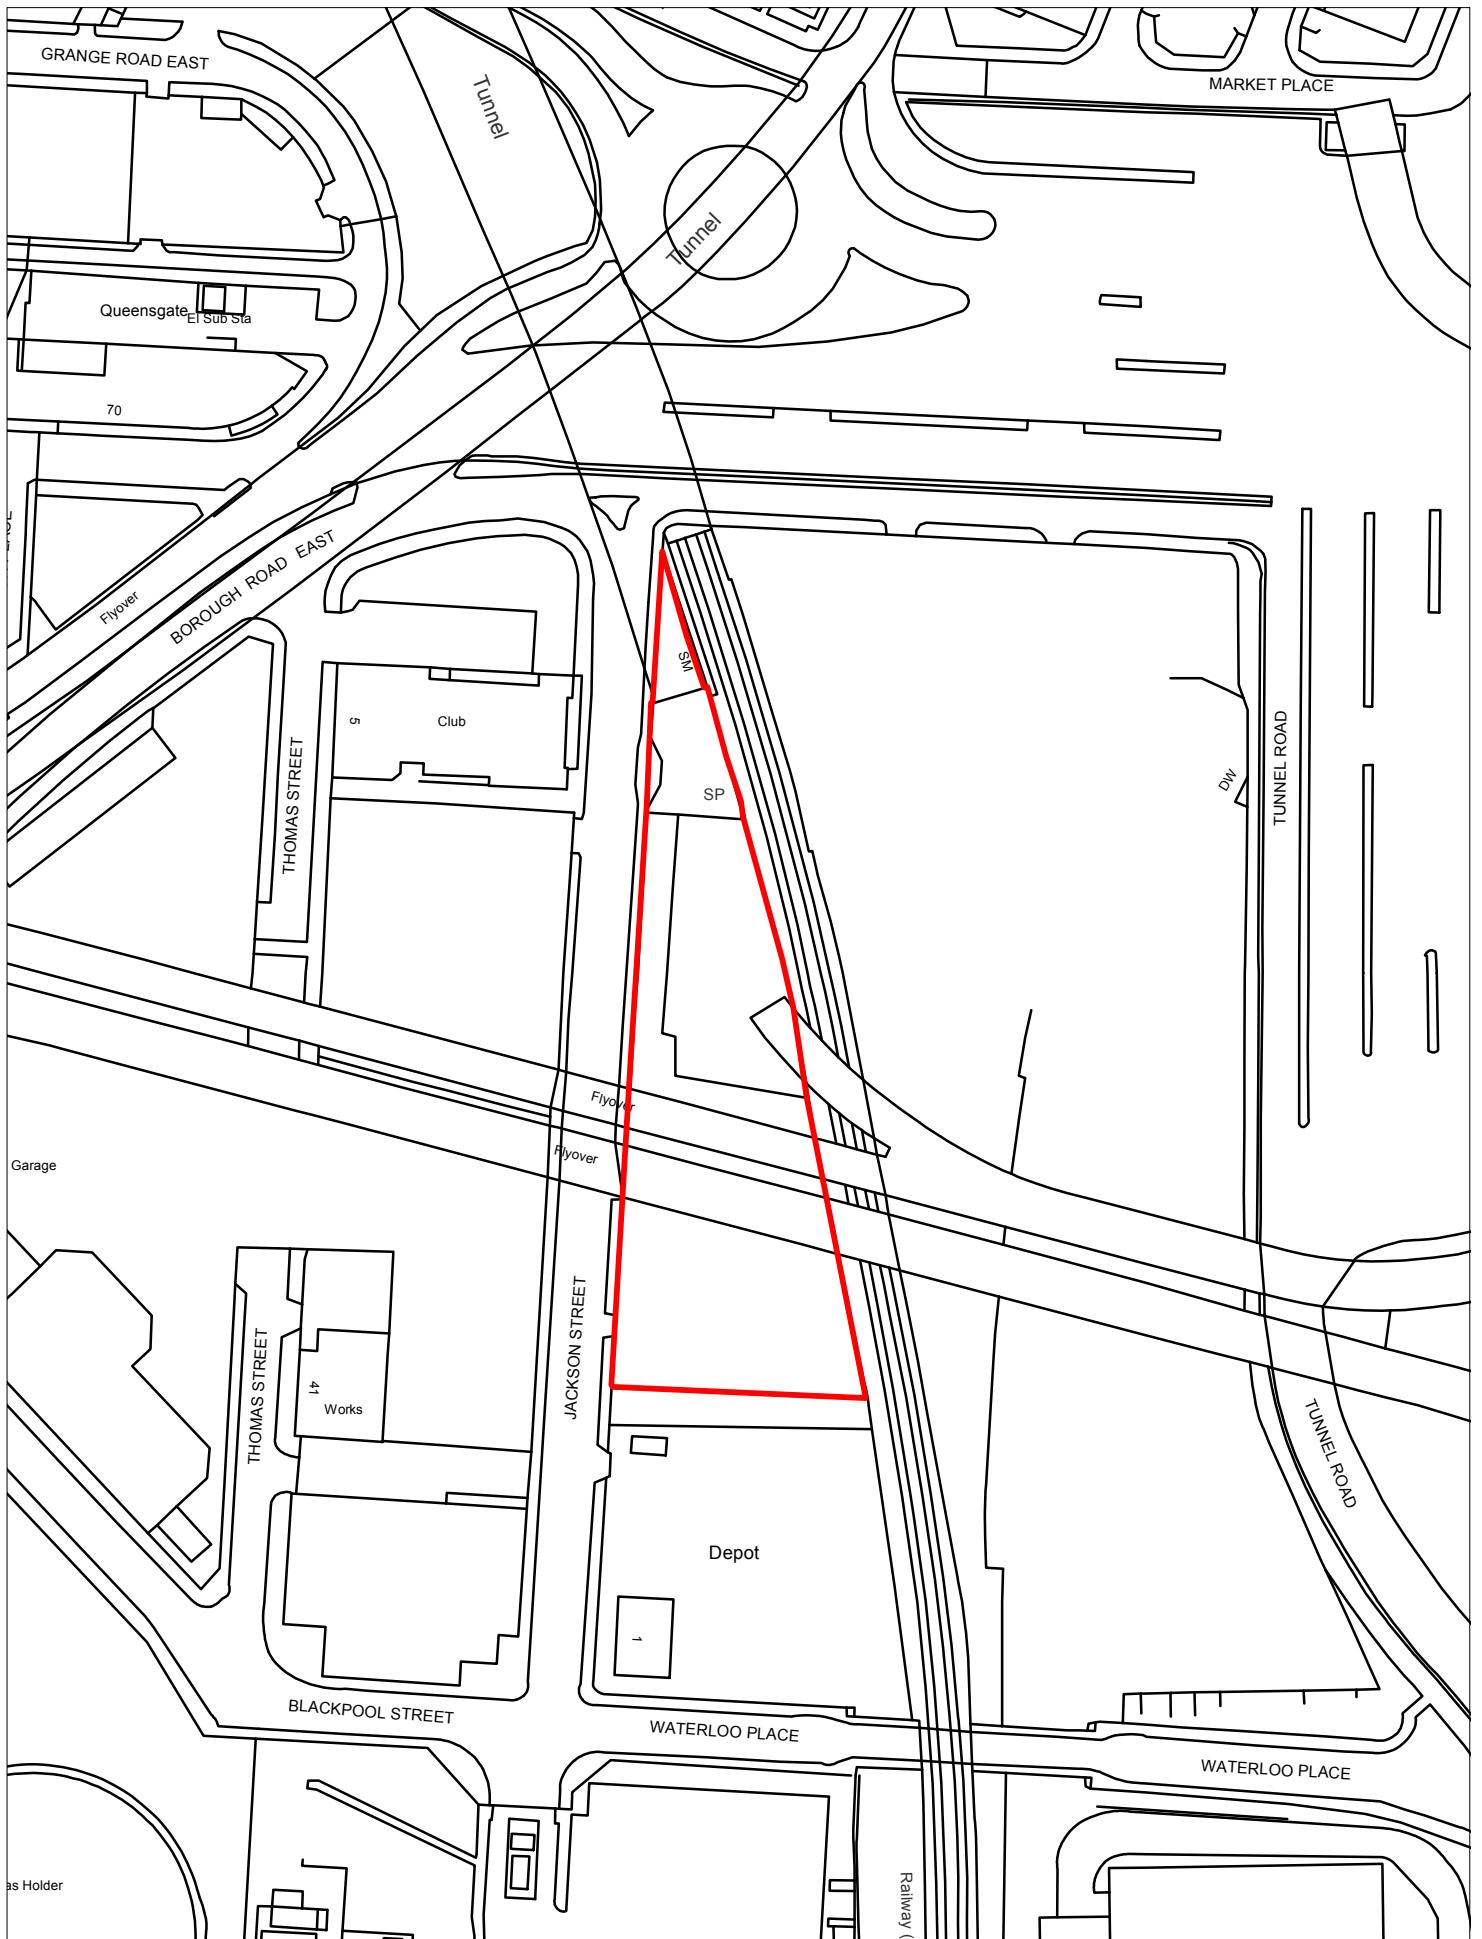 GRANGE ROAD EAST
MARKET PLACE
Tunnel
Tunnel
Queensgate
El Sub Sta
70
BOROUGH ROAD EAST
Flyover
SM
5
Club
THOMAS STREET
SP
DW
TUNNEL ROAD
Flyover
Flyover
Garage
JACKSON STREET
THOMAS STREET
41
Works
TUNNEL ROAD
Depot
1
BLACKPOOL STREET
WATERLOO PLACE
WATERLOO PLACE
as Holder
Railway (